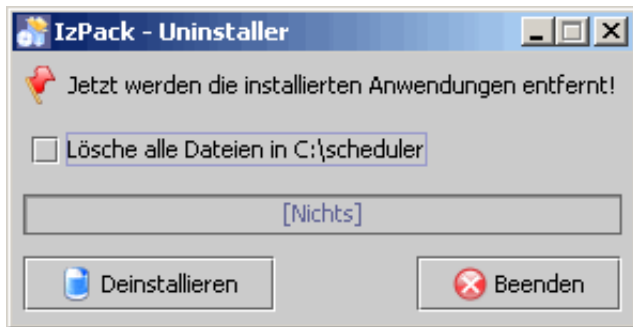 IzPack - Uninstaller
Jetzt werden die installierten Anwendungen entfernt!
Lösche alle Dateien in C:\scheduler
[Nichts]
Deinstallieren
Beenden